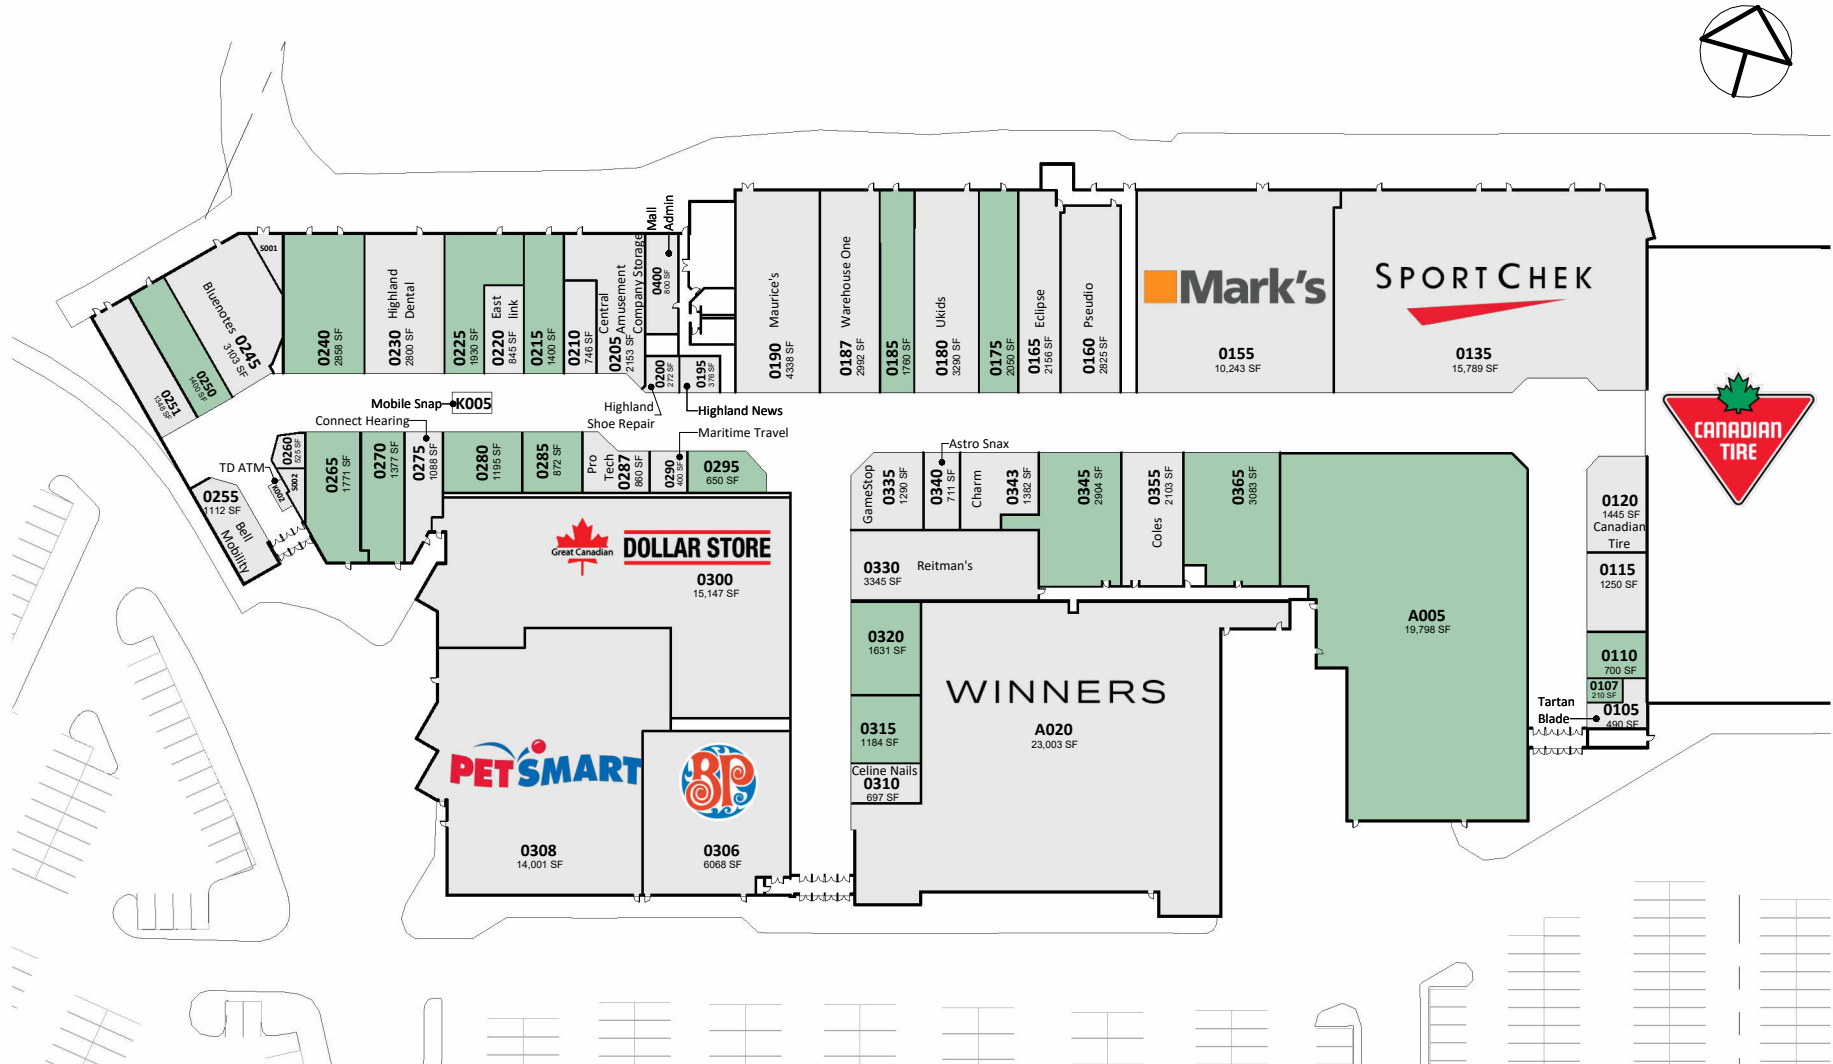 Mall
Admin
S001
Bluenotes
0245
3103 SF
0250
1400 SF
0251
1348 SF
0240
2858 SF
Highland
Dental
0230
2800 SF
0225
1930 SF
East
link
0220
845 SF
0215
1400 SF
0210
746 SF
Central
Amusement
Company Storage
0205
2153 SF
0400
800 SF
0200
272 SF
0195
376 SF
Maurice's
0190
4338 SF
Warehouse One
0187
2992 SF
0185
1760 SF
Ukids
0180
3290 SF
0175
2050 SF
Eclipse
0165
2156 SF
Pseudio
0160
2825 SF
Mark's
0155
10,243 SF
SPORT CHEK
0135
15,789 SF
CANADIAN
TIRE
Mobile Snap
K005
Highland
Shoe Repair
Highland News
Maritime Travel
Connect Hearing
TD ATM
K002
S002
0260
525 SF
0255
1112 SF
Bell
Mobility
0265
1771 SF
0270
1377 SF
0275
1088 SF
0280
1195 SF
0285
872 SF
Pro
Tech
0287
860 SF
0290
400 SF
0295
650 SF
Great Canadian
DOLLAR STORE
0300
15,147 SF
PETSMART
0308
14,001 SF
BP
0306
6068 SF
Astro Snax
GameStop
0335
1290 SF
0340
711 SF
Charm
0343
1382 SF
0345
2904 SF
Coles
0355
2103 SF
0365
3083 SF
0330
3345 SF
Reitman's
0320
1631 SF
0315
1184 SF
Celine Nails
0310
697 SF
WINNERS
A020
23,003 SF
A005
19,798 SF
0120
1445 SF
Canadian
Tire
0115
1250 SF
0110
700 SF
0107
210 SF
0105
490 SF
Tartan
Blade